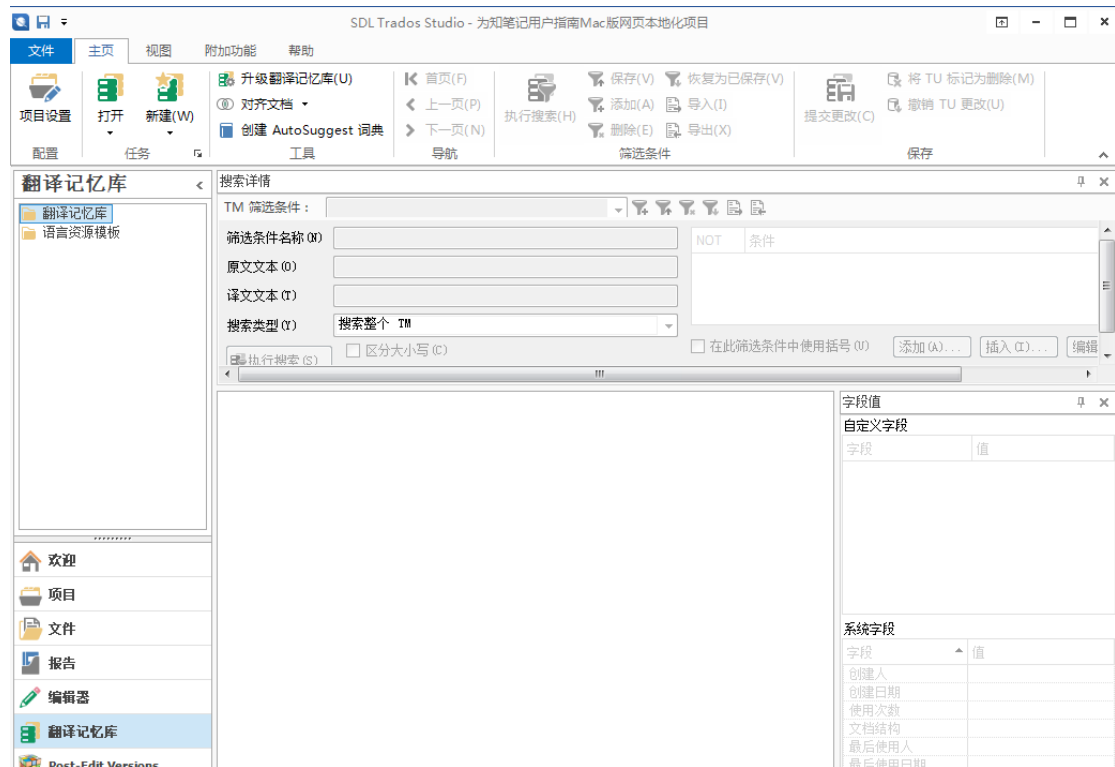 SDL Trados Studio - 为知笔记用户指南Mac版网页本地化项目
文件 主页 视图 附加功能 帮助
项目设置
配置
打开 新建(W)
任务
升级翻译记忆库(U)
对齐文档
创建 AutoSuggest 词典
工具
首页(F)
上一页(P)
下一页(N)
导航
执行搜索(H)
保存(V) 恢复为已保存(V)
添加(A) 导入(I)
删除(E) 导出(X)
筛选条件
提交更改(C)
将 TU 标记为删除(M)
撤销 TU 更改(U)
保存
翻译记忆库
翻译记忆库
语言资源模板
欢迎
项目
文件
报告
编辑器
翻译记忆库
Post-Edit Versions
搜索详情
TM 筛选条件：
筛选条件名称(N)
原文文本(O)
译文文本(T)
搜索类型(Y) 搜索整个 TM
执行搜索(S) 区分大小写(C)
NOT 条件
在此筛选条件中使用括号(U) 添加(A)... 插入(I)... 编辑
字段值
自定义字段
字段 值
系统字段
字段 值
创建人
创建日期
使用次数
文档结构
最后使用人
最后使用日期